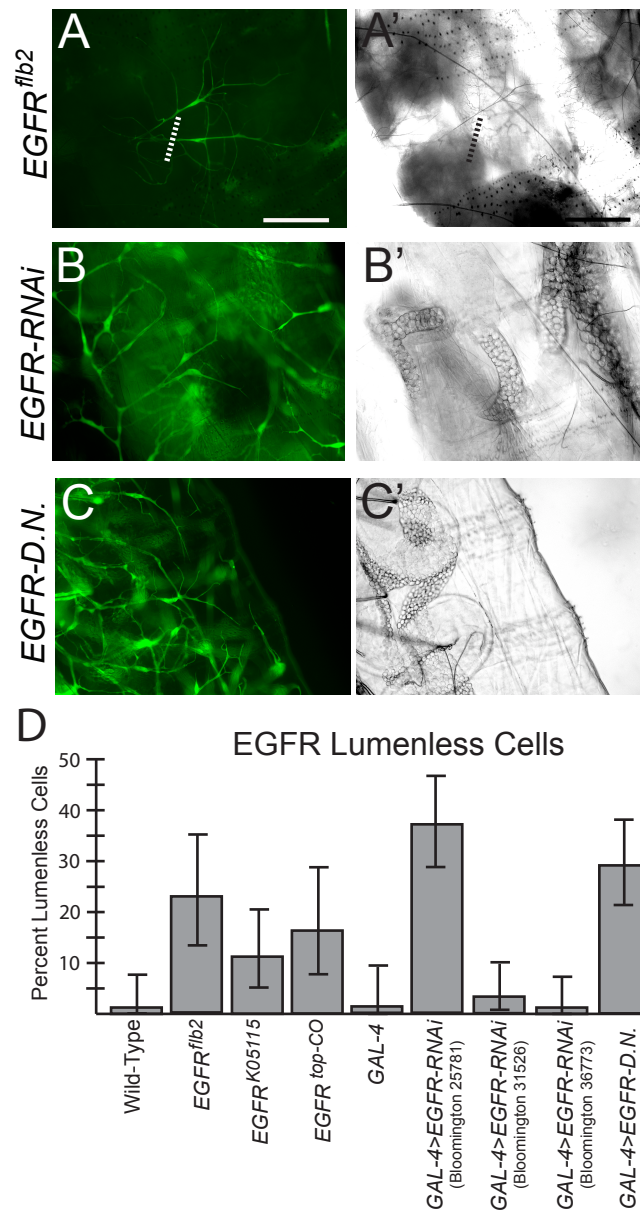 EGFR flb2
A
A'
EGFR-RNAi
B
B'
EGFR-D.N.
C
C'
D
EGFR Lumenless Cells
Percent Lumenless Cells
50
40
30
20
10
Wild-Type
EGFR flb2
EGFR K05115
EGFR top-CO
GAL-4
GAL-4>EGFR-RNAi
(Bloomington 25781)
GAL-4>EGFR-RNAi
(Bloomington 31526)
GAL-4>EGFR-RNAi
(Bloomington 36773)
GAL-4>EGFR-D.N.